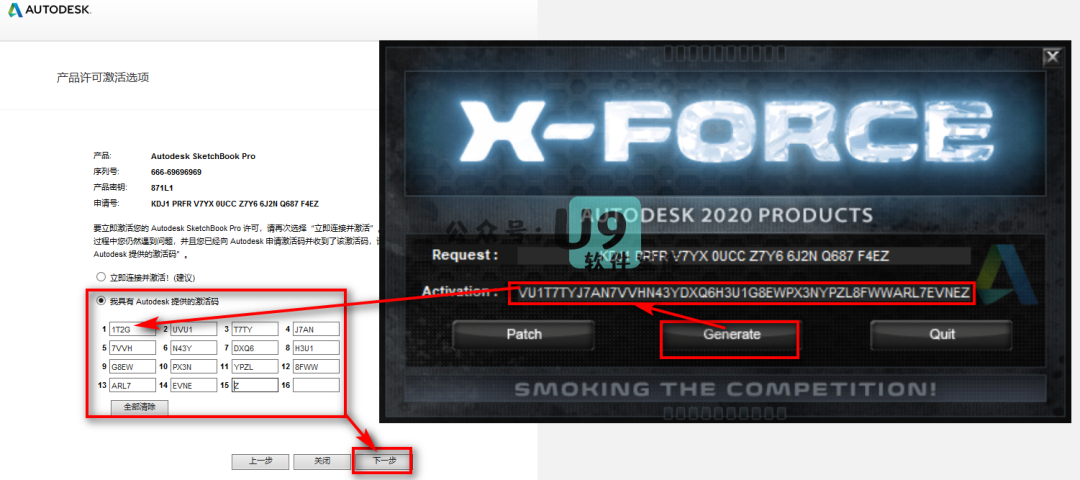 AUTODESK.
产品许可激活选项
产品: Autodesk SketchBook Pro
序列号: 666-69696969
产品密钥: 871L1
申请号: KDJ1 PRFR V7YX 0UCC Z7Y6 6J2N Q687 F4EZ
要立即激活您的 Autodesk SketchBook Pro 许可，请再次选择“立即连接并激活”。
过程中您仍然遇到问题，并且您已经向 Autodesk 申请激活码并收到了该激活码，
Autodesk 提供的激活码”。
立即连接并激活! (建议)
我具有 Autodesk 提供的激活码
1 1T2G 2 UVU1 3 T7TY 4 J7AN
5 7VVH 6 N43Y 7 DXQ6 8 H3U1
9 G8EW 10 PX3N 11 YPZL 12 8FWW
13 ARL7 14 EVNE 15 Z 16
全部清除
上一步 关闭 下一步
X-FORCE
AUTODESK 2020 PRODUCTS
公众号: U9
软件
Request : KDJ1 PRFR V7YX 0UCC Z7Y6 6J2N Q687 F4EZ
Activation : VU1T7TYJ7AN7VVHN43YDXQ6H3U1G8EWPX3NYPZL8FWWARL7EVNEZ
Patch Generate Quit
SMOKING THE COMPETITION!